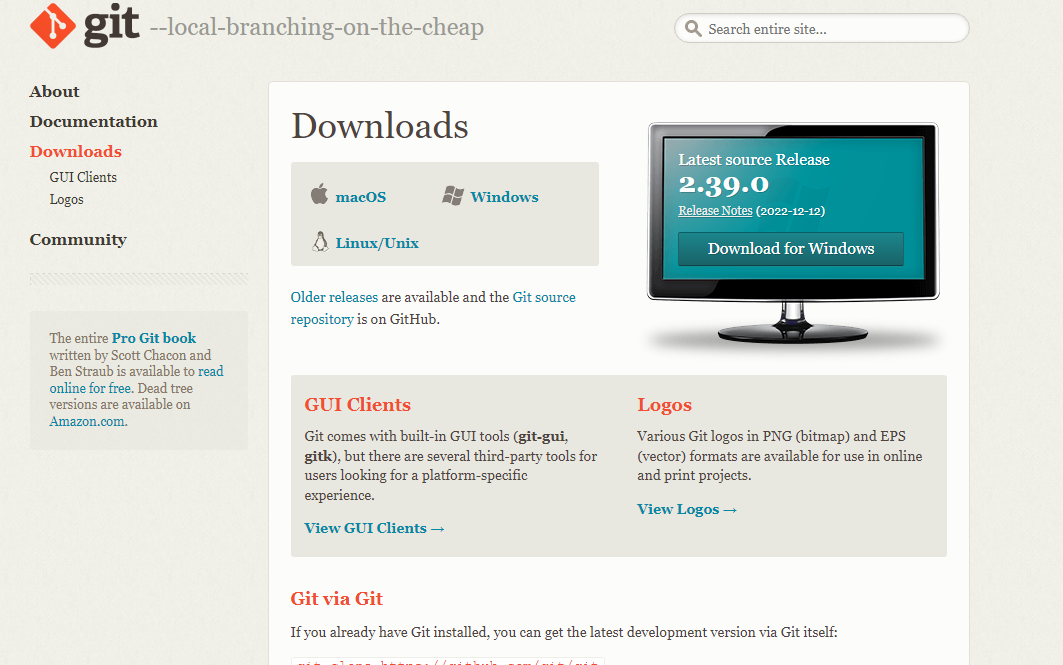 git --local-branching-on-the-cheap
Search entire site...
About
Documentation
Downloads
GUI Clients
Logos
Community
The entire Pro Git book
written by Scott Chacon and
Ben Straub is available to read
online for free. Dead tree
versions are available on
Amazon.com.
Downloads
macOS
Windows
Linux/Unix
Older releases are available and the Git source
repository is on GitHub.
Latest source Release
2.39.0
Release Notes (2022-12-12)
Download for Windows
GUI Clients
Git comes with built-in GUI tools (git-gui,
gitk), but there are several third-party tools for
users looking for a platform-specific
experience.
View GUI Clients →
Logos
Various Git logos in PNG (bitmap) and EPS
(vector) formats are available for use in online
and print projects.
View Logos →
Git via Git
If you already have Git installed, you can get the latest development version via Git itself:
git clone https://github.com/git/git